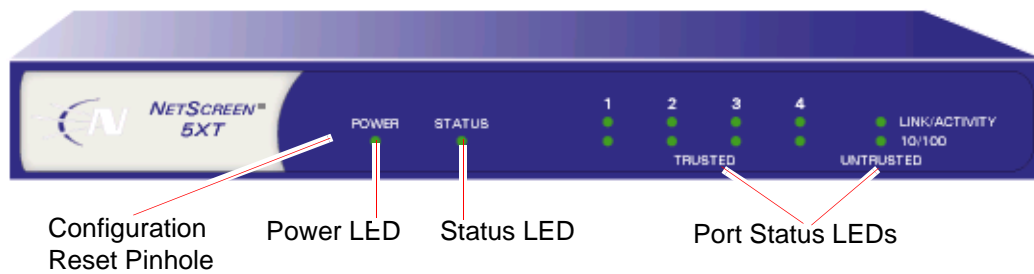 NETSCREEN™
5XT
POWER
STATUS
1 2 3 4
LINK/ACTIVITY
10/100
TRUSTED
UNTRUSTED
Configuration
Reset Pinhole
Power LED
Status LED
Port Status LEDs